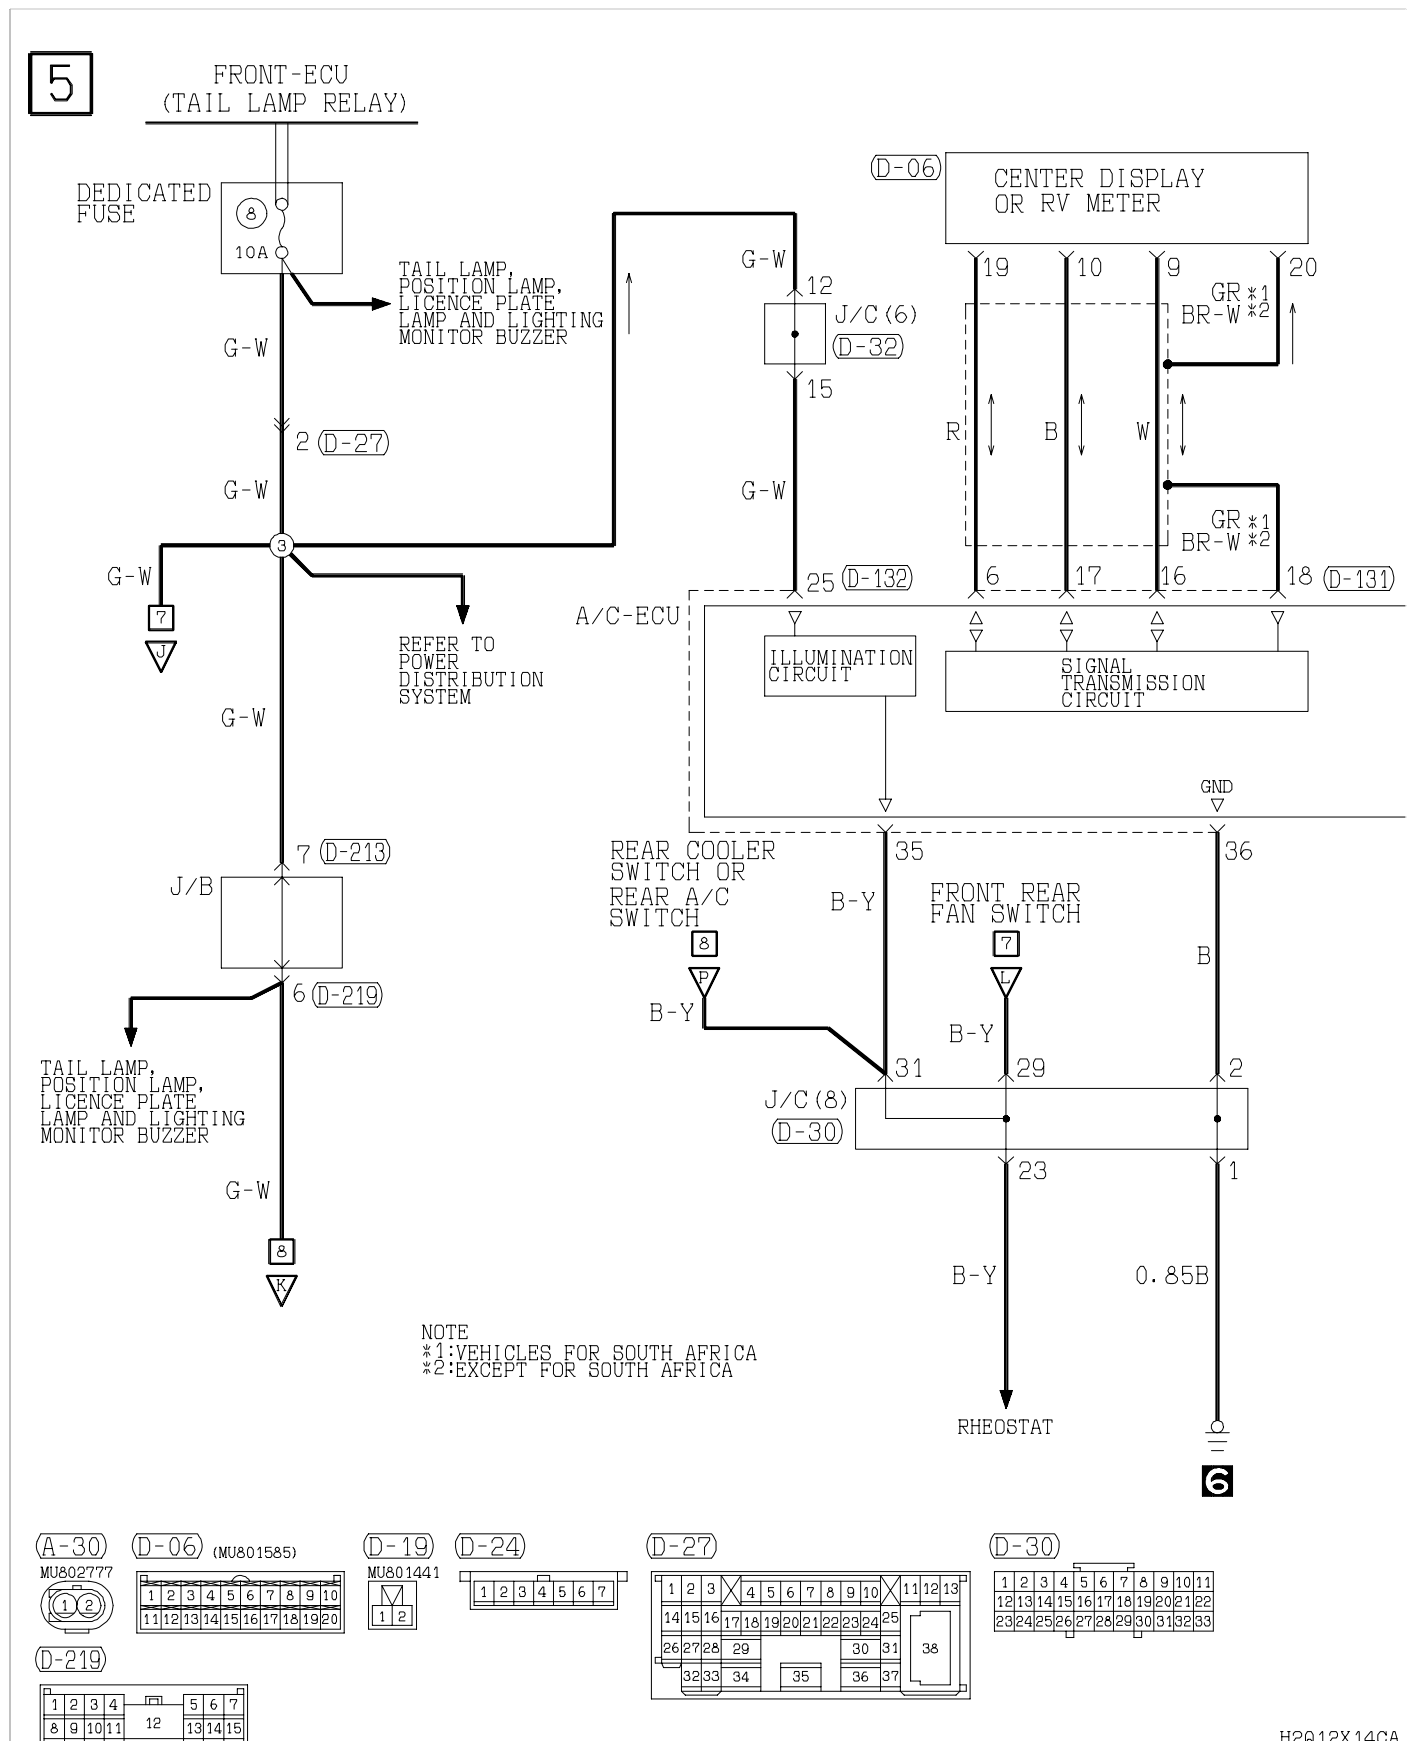 5
FRONT-ECU
(TAIL LAMP RELAY)
DEDICATED
FUSE
8
10A
TAIL LAMP,
POSITION LAMP,
LICENCE PLATE
LAMP AND LIGHTING
MONITOR BUZZER
G-W
2 (D-27)
G-W
3
G-W
7
J
REFER TO
POWER
DISTRIBUTION
SYSTEM
G-W
7 (D-213)
J/B
6 (D-219)
TAIL LAMP,
POSITION LAMP,
LICENCE PLATE
LAMP AND LIGHTING
MONITOR BUZZER
G-W
8
K
G-W
12
J/C(6)
(D-32)
15
G-W
25 (D-132)
(D-06)
CENTER DISPLAY
OR RV METER
19 10 9 20
GR *1
BR-W *2
R B W
GR *1
BR-W *2
6 17 16 18 (D-131)
A/C-ECU
ILLUMINATION
CIRCUIT
SIGNAL
TRANSMISSION
CIRCUIT
GND
35 36
REAR COOLER
SWITCH OR
REAR A/C
SWITCH
8
P
B-Y
B-Y
FRONT REAR
FAN SWITCH
7
L
B-Y
B
31 29 2
J/C(8)
(D-30)
23 1
B-Y
0.85B
RHEOSTAT
6
NOTE
*1:VEHICLES FOR SOUTH AFRICA
*2:EXCEPT FOR SOUTH AFRICA
(A-30)
MU802777
1 2
(D-06) (MU801585)
1 2 3 4 5 6 7 8 9 10
11 12 13 14 15 16 17 18 19 20
(D-19)
MU801441
1 2
(D-24)
1 2 3 4 5 6 7
(D-27)
1 2 3 4 5 6 7 8 9 10 11 12 13
14 15 16 17 18 19 20 21 22 23 24 25
26 27 28 29 30 31 38
32 33 34 35 36 37
(D-30)
1 2 3 4 5 6 7 8 9 10 11
12 13 14 15 16 17 18 19 20 21 22
23 24 25 26 27 28 29 30 31 32 33
(D-219)
1 2 3 4 5 6 7
8 9 10 11 12 13 14 15
H2Q12X14CA